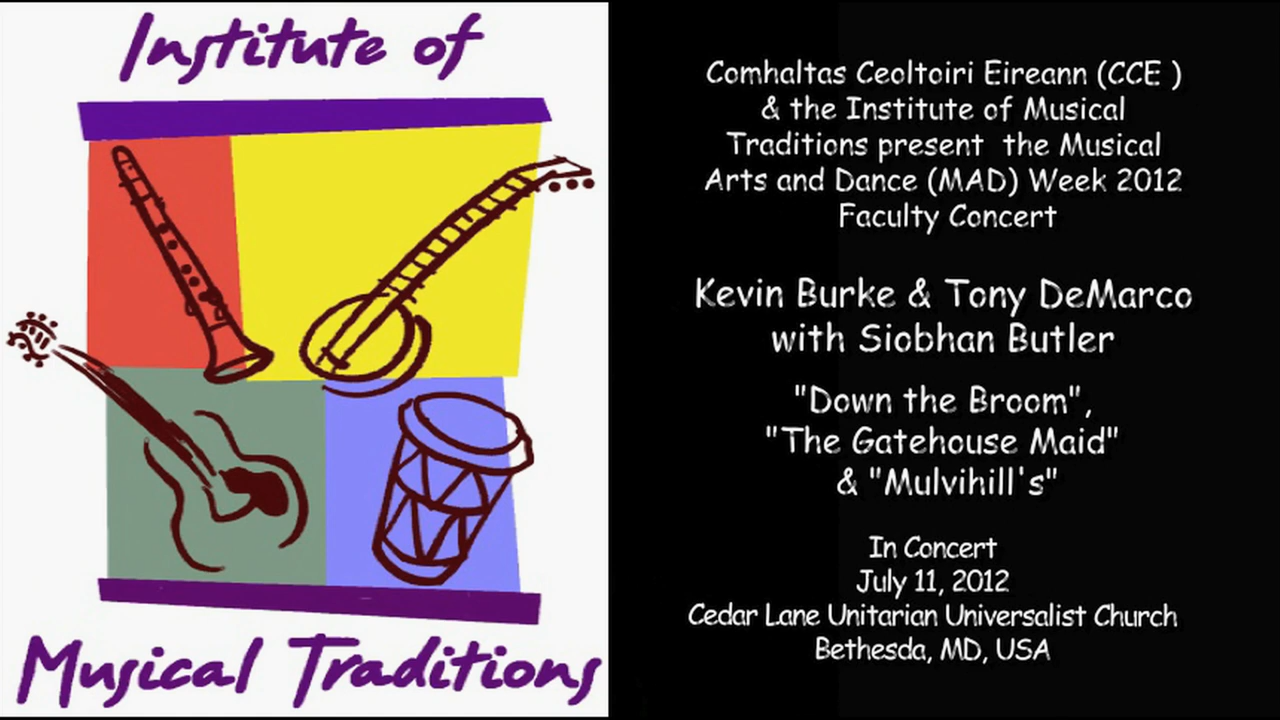 Institute of
Musical Traditions
Comhaltas Ceoltoiri Eireann (CCE )
& the Institute of Musical
Traditions present the Musical
Arts and Dance (MAD) Week 2012
Faculty Concert
Kevin Burke & Tony DeMarco
with Siobhan Butler
"Down the Broom",
"The Gatehouse Maid"
& "Mulvihill's"
In Concert
July 11, 2012
Cedar Lane Unitarian Universalist Church
Bethesda, MD, USA